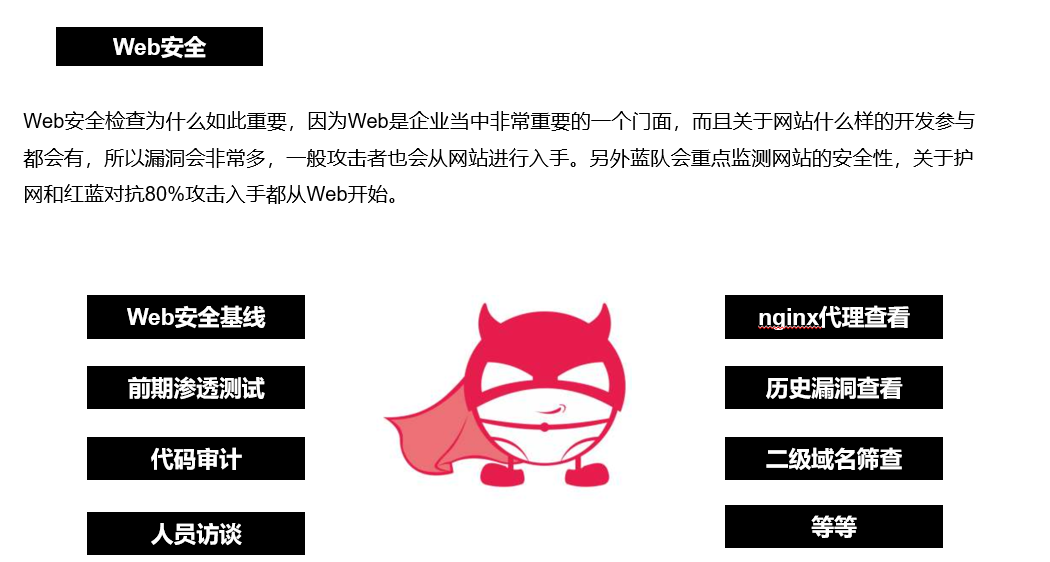 Web安全
Web安全检查为什么如此重要，因为Web是企业当中非常重要的一个门面，而且关于网站什么样的开发参与
都会有，所以漏洞会非常多，一般攻击者也会从网站进行入手。另外蓝队会重点监测网站的安全性，关于护
网和红蓝对抗80%攻击入手都从Web开始。
Web安全基线
前期渗透测试
代码审计
人员访谈
nginx代理查看
历史漏洞查看
二级域名筛查
等等